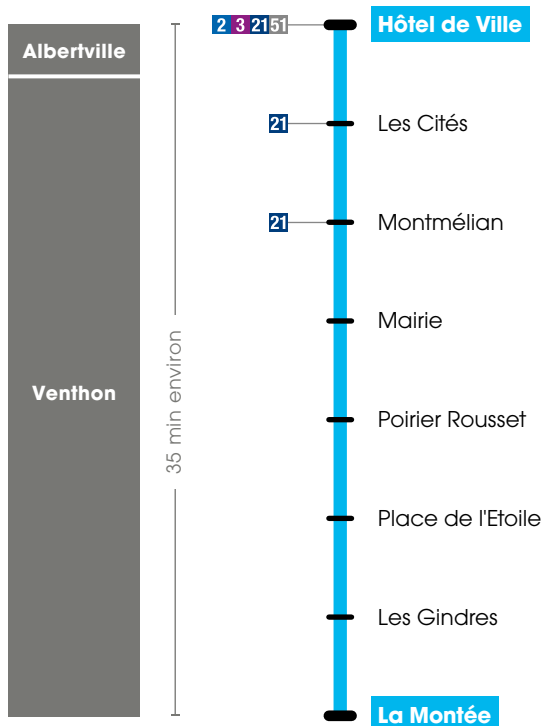 2 3 21 51
Hôtel de Ville
Albertville
21
Les Cités
21
Montmélian
Mairie
35 min environ
Venthon
Poirier Rousset
Place de l'Etoile
Les Gindres
La Montée